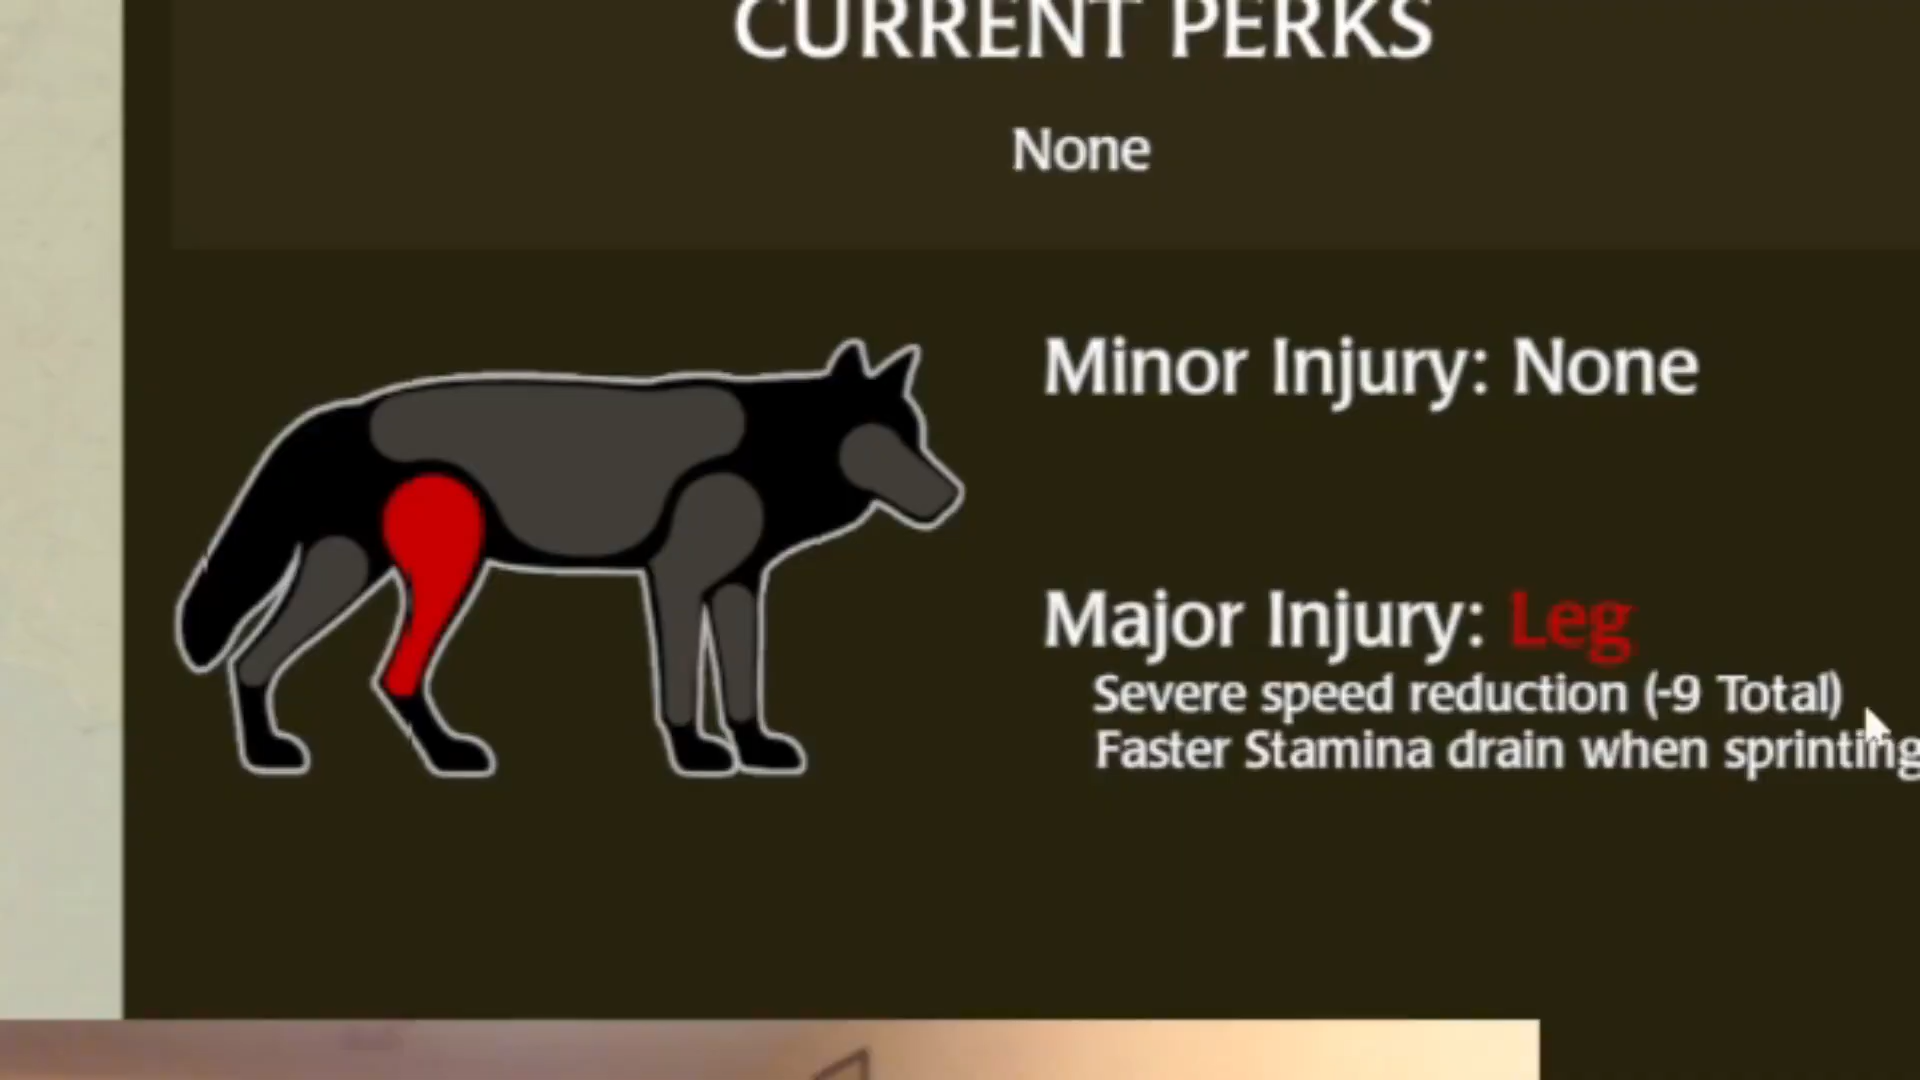 CURRENT PERKS
None
Minor Injury: None
Major Injury: Leg
Severe speed reduction (-9 Total)
Faster Stamina drain when sprinting